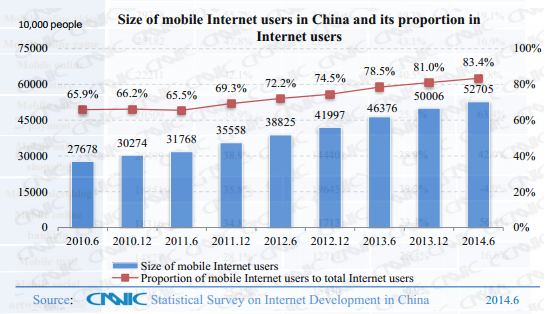 Size of mobile Internet users in China and its proportion in
Internet users
10,000 people
75000
60000
45000
30000
15000
0
100%
80%
60%
40%
20%
0%
65.9% 66.2% 65.5% 69.3% 72.2% 74.5% 78.5% 81.0% 83.4%
27678 30274 31768 35558 38825 41997 46376 50006 52705
2010.6 2010.12 2011.6 2011.12 2012.6 2012.12 2013.6 2013.12 2014.6
Size of mobile Internet users
Proportion of mobile Internet users to total Internet users
Source: CNNIC Statistical Survey on Internet Development in China 2014.6